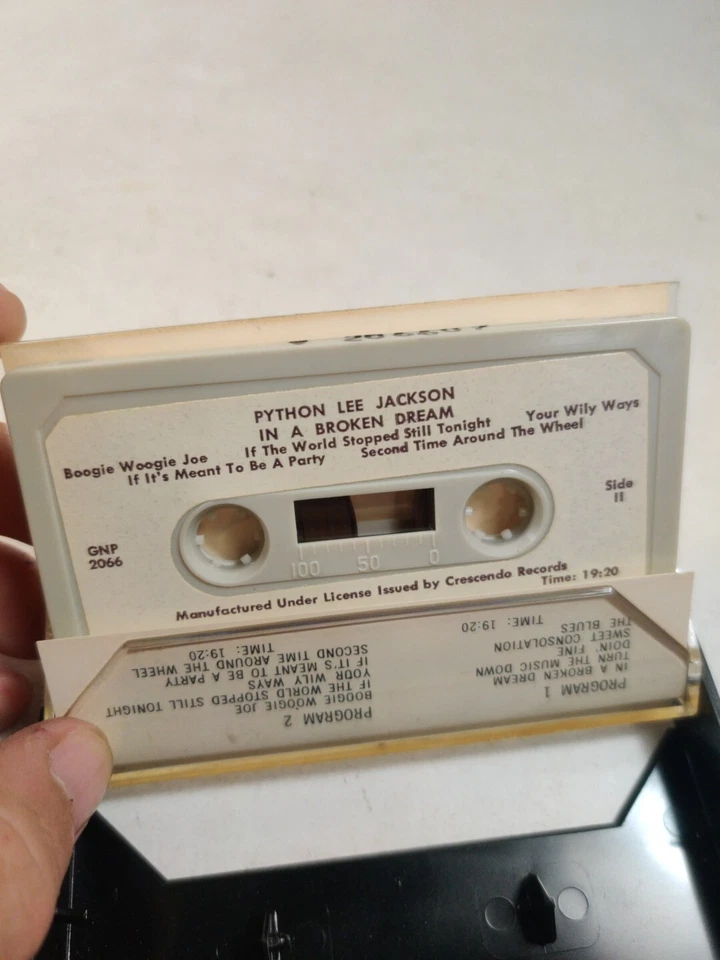 PYTHON LEE JACKSON
IN A BROKEN DREAM
Boogie Woogie Joe If The World Stopped Still Tonight Your Wily Ways
If It's Meant To Be A Party Second Time Around The Wheel
Side
II
GNP
2066
100 50 0
Manufactured Under License Issued by Crescendo Records
Time: 19:20
PROGRAM 1
IN A BROKEN DREAM
TURN THE MUSIC DOWN
DOIN' FINE
SWEET CONSOLATION
THE BLUES
TIME: 19:20
PROGRAM 2
BOOGIE WOOGIE JOE
IF THE WORLD STOPPED STILL TONIGHT
YOUR WILY WAYS
IF IT'S MEANT TO BE A PARTY
SECOND TIME AROUND THE WHEEL
TIME: 19:20